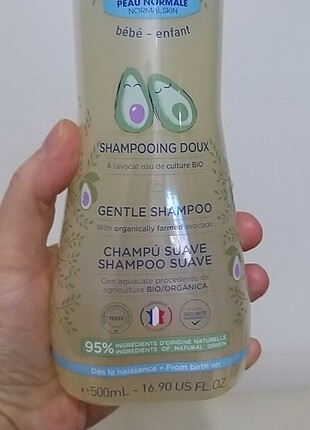 PEAU NORMALE
NORMAL SKIN
bébé - enfant
SHAMPOOING DOUX
À l'avocat issu de culture BIO
GENTLE SHAMPOO
With organically farmed avocado
CHAMPÚ SUAVE
SHAMPOO SUAVE
Con aguacate procedente de
agricultura BIO/ORGÁNICA
95% INGRÉDIENTS D'ORIGINE NATURELLE
INGREDIENTS OF NATURAL ORIGIN
Dès la naissance • From birth on
e 500mL - 16.90 US FL.OZ